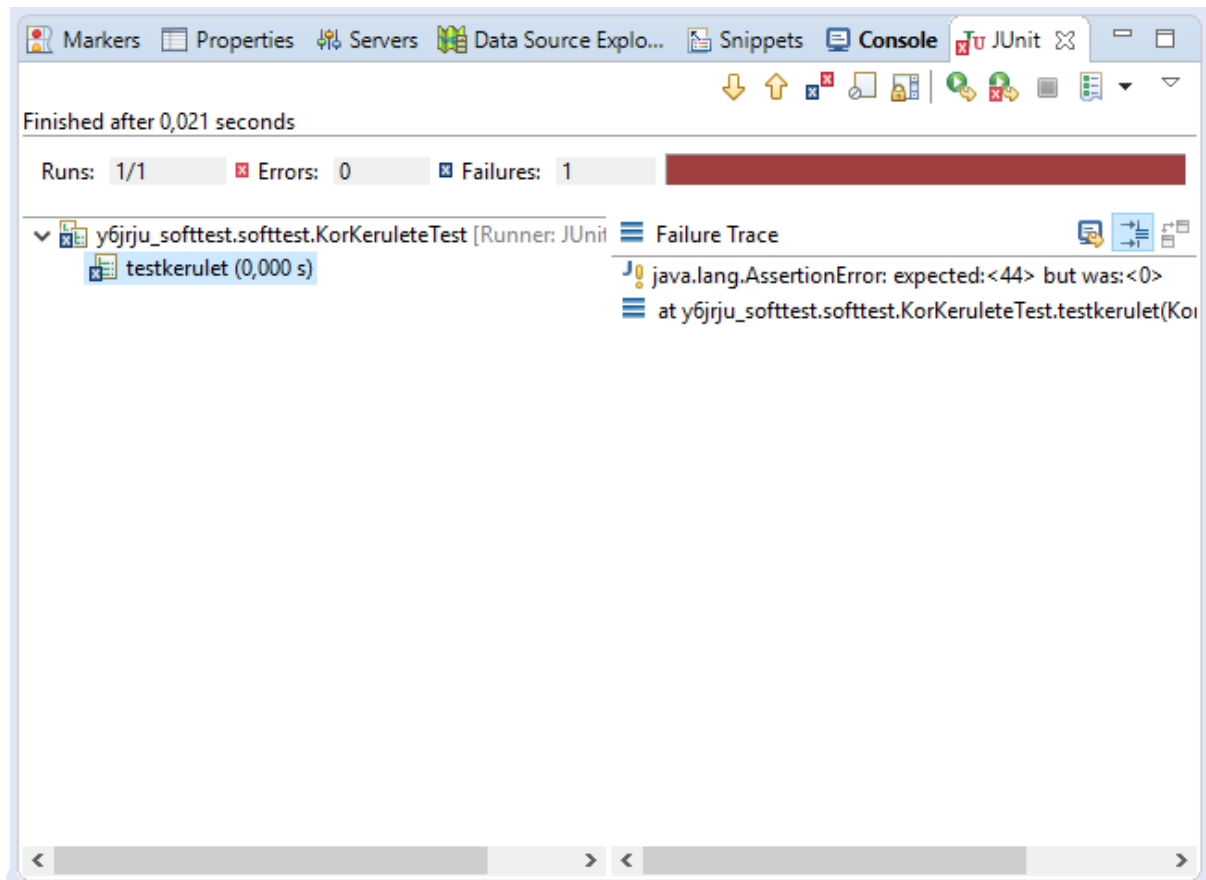 Markers Properties Servers Data Source Explo... Snippets Console JUnit
Finished after 0,021 seconds
Runs: 1/1 Errors: 0 Failures: 1
y6jrju_softtest.softtest.KorKeruleteTest [Runner: JUnit
testkerulet (0,000 s)
Failure Trace
java.lang.AssertionError: expected:<44> but was:<0>
at y6jrju_softtest.softtest.KorKeruleteTest.testkerulet(Kor